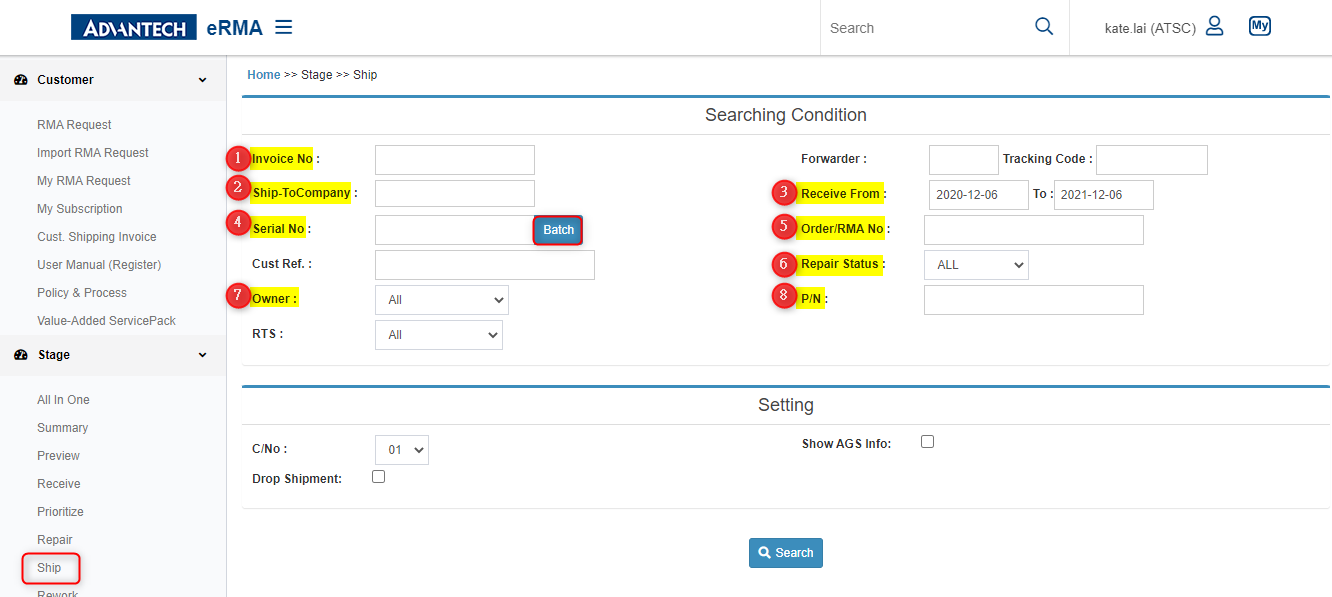 ADVANTECH eRMA
Search
kate.lai (ATSC)
My
Customer
RMA Request
Import RMA Request
My RMA Request
My Subscription
Cust. Shipping Invoice
User Manual (Register)
Policy & Process
Value-Added ServicePack
Stage
All In One
Summary
Preview
Receive
Prioritize
Repair
Ship
Rework
Home >> Stage >> Ship
Searching Condition
1 Invoice No :
Forwarder :
Tracking Code :
2 Ship-ToCompany :
3 Receive From : 2020-12-06 To : 2021-12-06
4 Serial No : Batch
5 Order/RMA No :
Cust Ref. :
6 Repair Status : ALL
7 Owner : All
8 P/N :
RTS : All
Setting
C/No : 01
Show AGS Info:
Drop Shipment:
Search